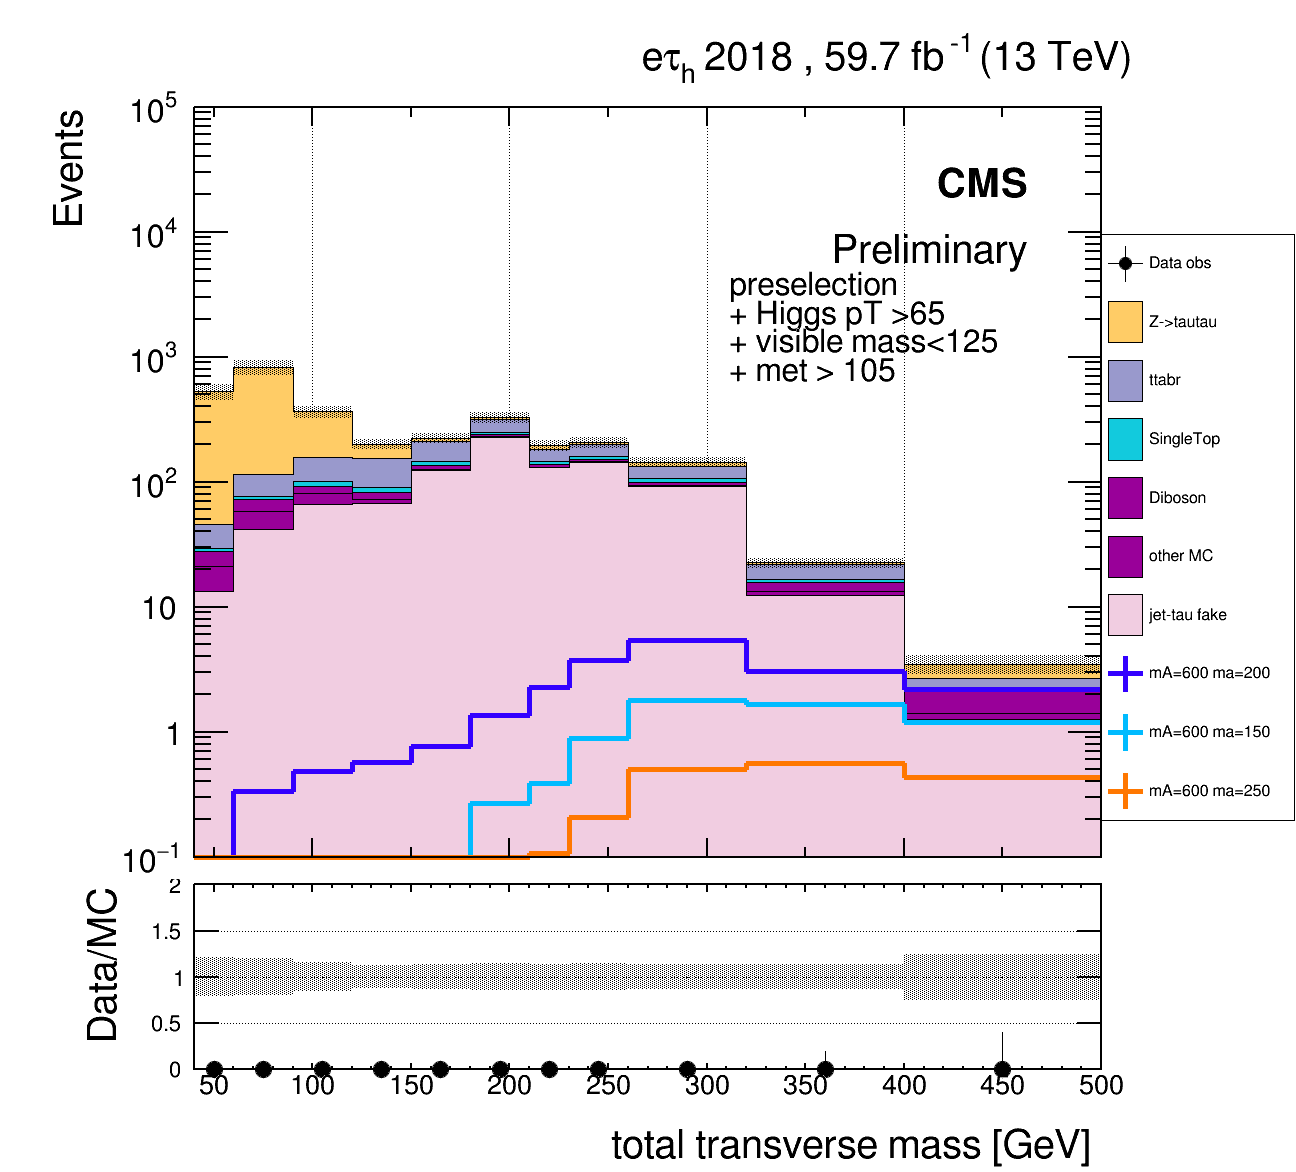 eτh 2018 , 59.7 fb-1 (13 TeV)
Events
10^5
10^4
10^3
10^2
10
1
10^−1
CMS
Preliminary
preselection
+ Higgs pT >65
+ visible mass<125
+ met > 105
Data obs
Z->tautau
ttabr
SingleTop
Diboson
other MC
jet-tau fake
mA=600 ma=200
mA=600 ma=150
mA=600 ma=250
Data/MC
2
1.5
1
0.5
0
50 100 150 200 250 300 350 400 450 500
total transverse mass [GeV]